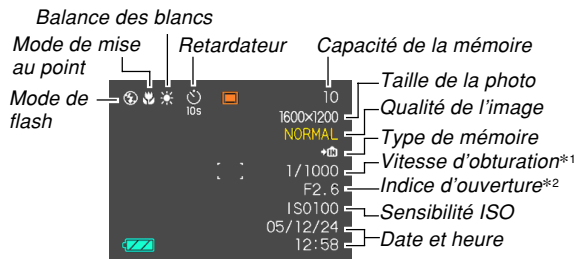 Balance des blancs
Mode de mise au point
Retardateur
Capacité de la mémoire
Mode de flash
10s
10
1600×1200
NORMAL
IN
1/1000
F2.6
ISO100
05/12/24
12:58
Taille de la photo
Qualité de l'image
Type de mémoire
Vitesse d'obturation*1
Indice d'ouverture*2
Sensibilité ISO
Date et heure